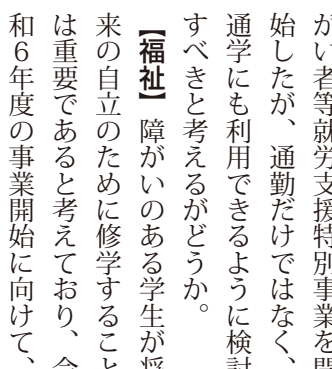 がい者等就労支援特別事業を開
始したが、通勤だけではなく、
通学にも利用できるように検討
すべきと考えるがどうか。
【福祉】障がいのある学生が将
来の自立のために修学すること
は重要であると考えており、令
和6年度の事業開始に向けて、